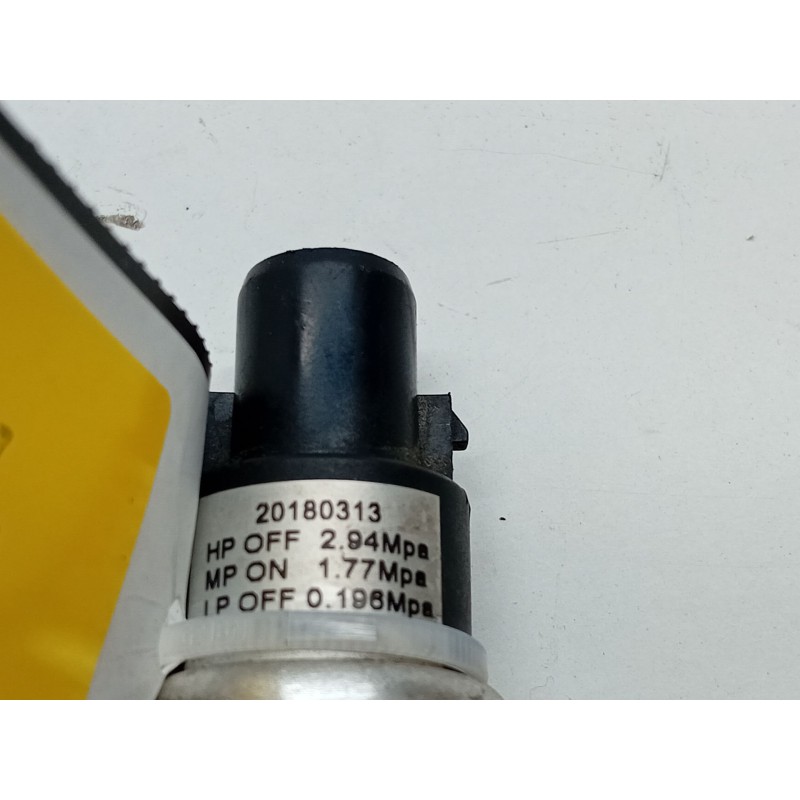 20180313
HP OFF 2.94Mpa
MP ON 1.77Mpa
LP OFF 0.196Mpa